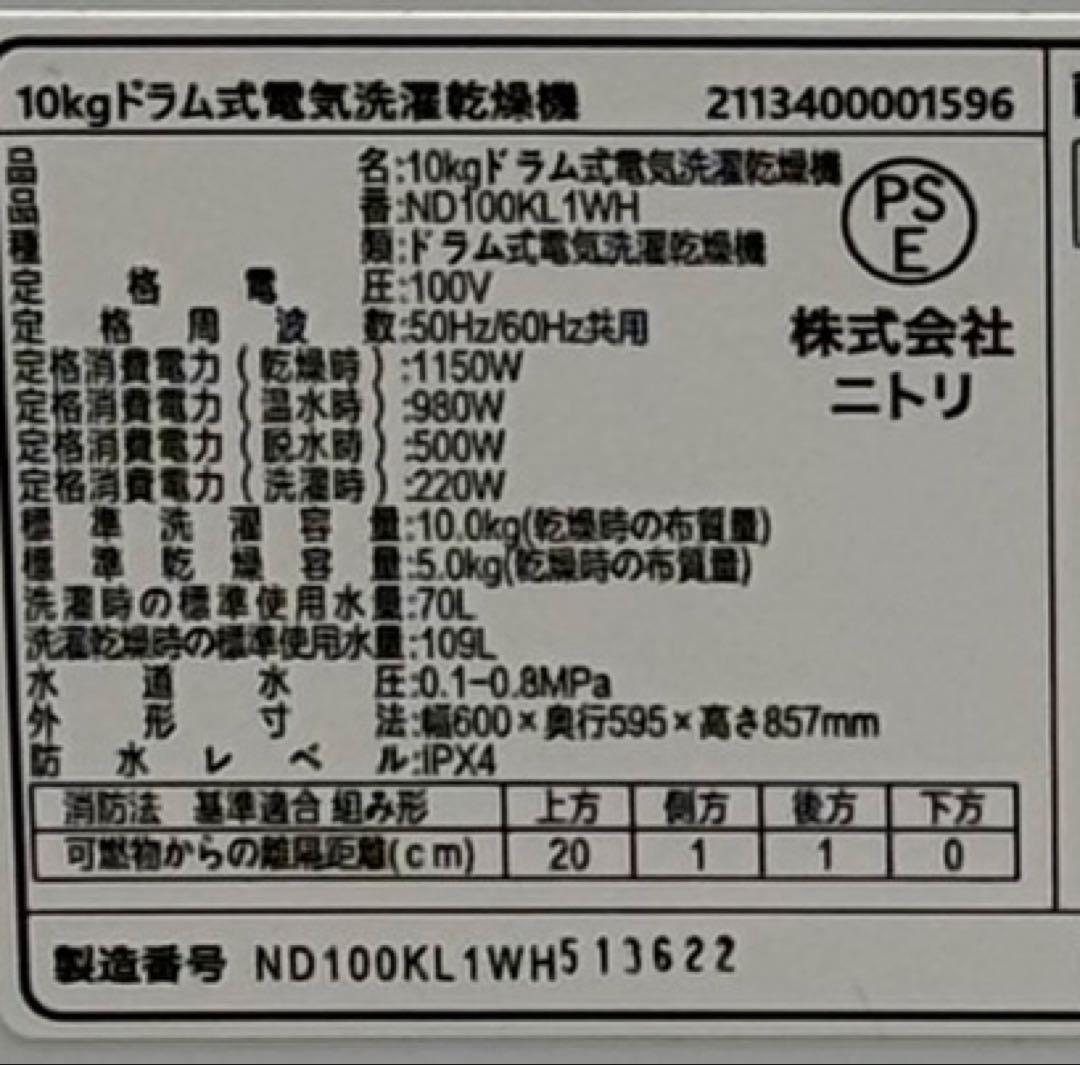 10kgドラム式電気洗濯乾燥機 2113400001596
品名:10kgドラム式電気洗濯乾燥機
品番:ND100KL1WH
種類:ドラム式電気洗濯乾燥機
定格電圧:100V
定格周波数:50Hz/60Hz共用
定格消費電力(乾燥時):1150W
定格消費電力(温水時):980W
定格消費電力(脱水時):500W
定格消費電力(洗濯時):220W
標準洗濯容量:10.0kg(乾燥時の布質量)
標準乾燥容量:5.0kg(乾燥時の布質量)
洗濯時の標準使用水量:70L
洗濯乾燥時の標準使用水量:109L
水道水圧:0.1-0.8MPa
外形寸法:幅600×奥行595×高さ857mm
防水レベル:IPX4
PS
E
株式会社
ニトリ
消防法 基準適合 組み形 上方 側方 後方 下方
可燃物からの離隔距離(cm) 20 1 1 0
製造番号 ND100KL1WH513622